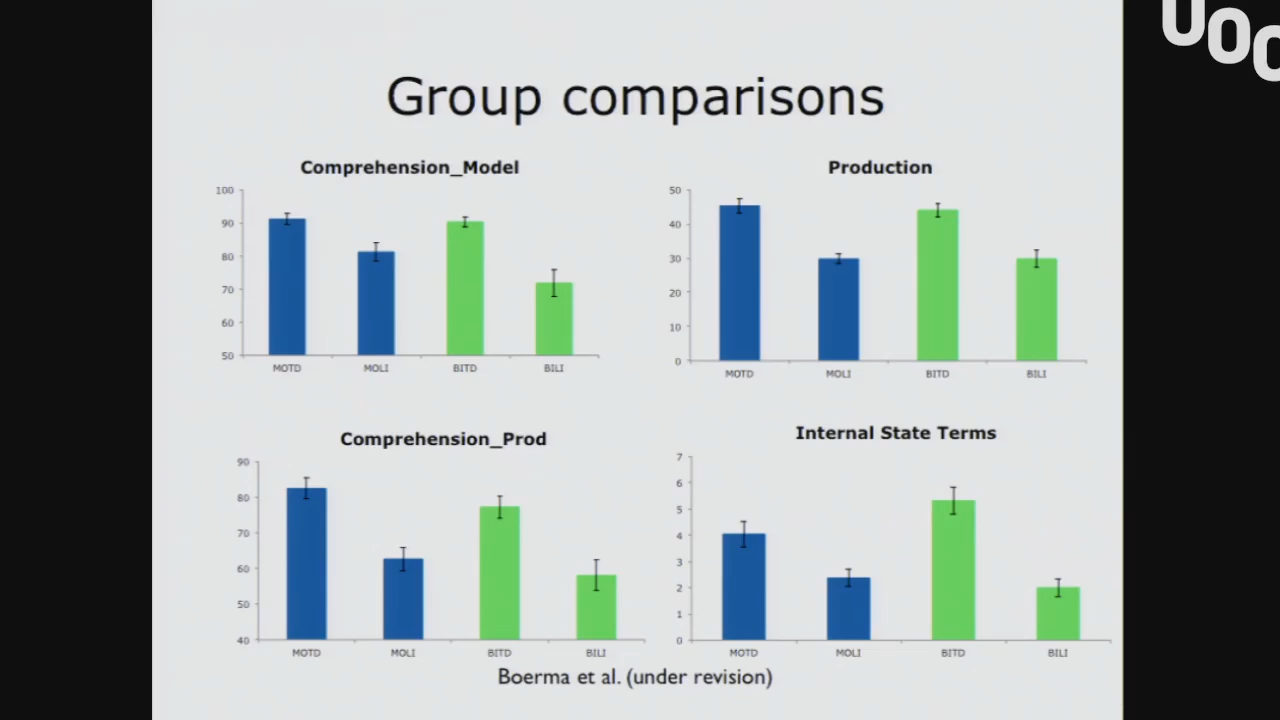 UOC
Group comparisons
Comprehension_Model
100
90
80
70
60
50
MOTD MOLI BITD BILI
Production
50
40
30
20
10
0
MOTD MOLI BITD BILI
Comprehension_Prod
90
80
70
60
50
40
MOTD MOLI BITD BILI
Internal State Terms
7
6
5
4
3
2
1
0
MOTD MOLI BITD BILI
Boerma et al. (under revision)